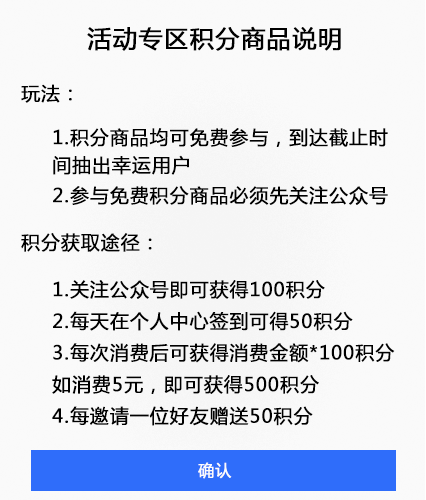 活动专区积分商品说明
玩法：
1.积分商品均可免费参与，到达截止时
间抽出幸运用户
2.参与免费积分商品必须先关注公众号
积分获取途径：
1.关注公众号即可获得100积分
2.每天在个人中心签到可得50积分
3.每次消费后可获得消费金额*100积分
如消费5元，即可获得500积分
4.每邀请一位好友赠送50积分
确认